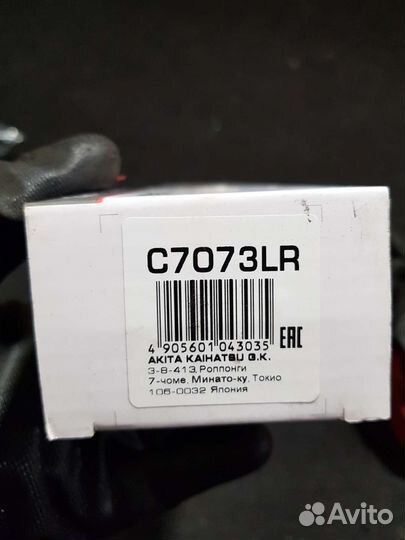 C7073LR
4 905601 043035
EAC
AKITA KAIHATSU G.K.
3-8-413, Роппонги
7-чоме, Минато-ку, Токио
106-0032 Япония
Avito